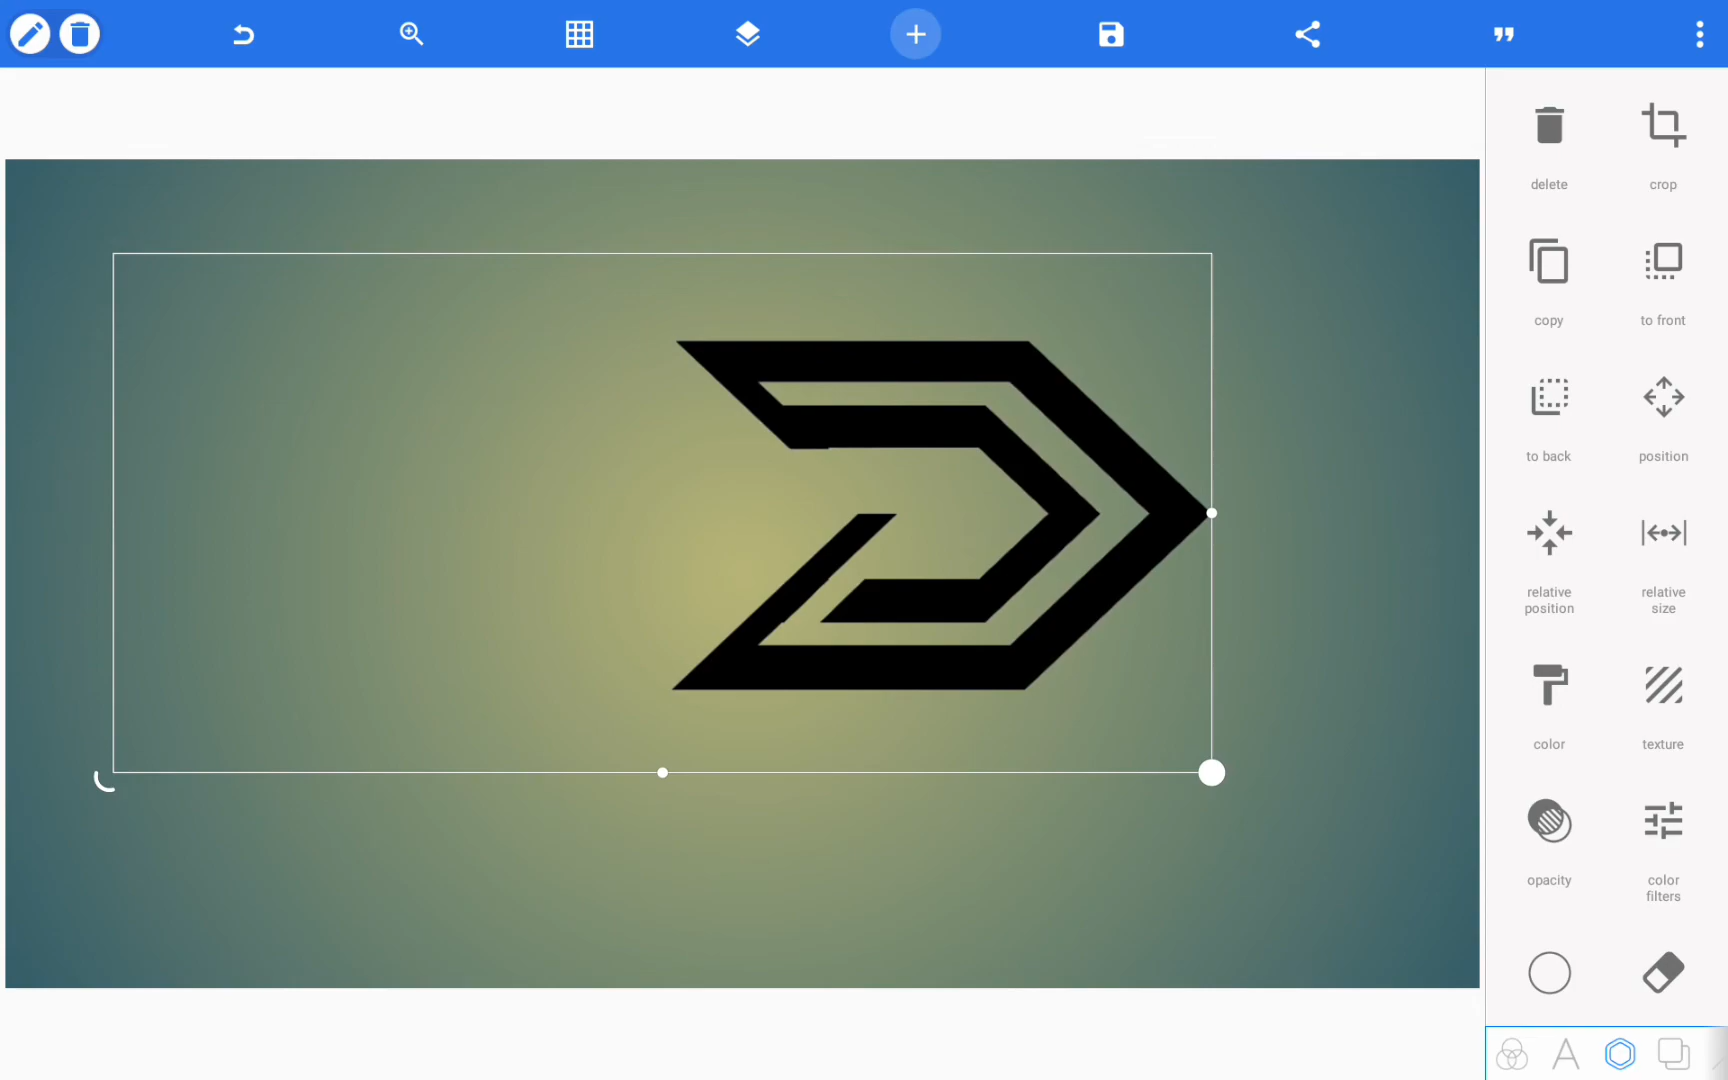 delete
crop
copy
to front
to back
position
relative
position
relative
size
color
texture
opacity
color
filters